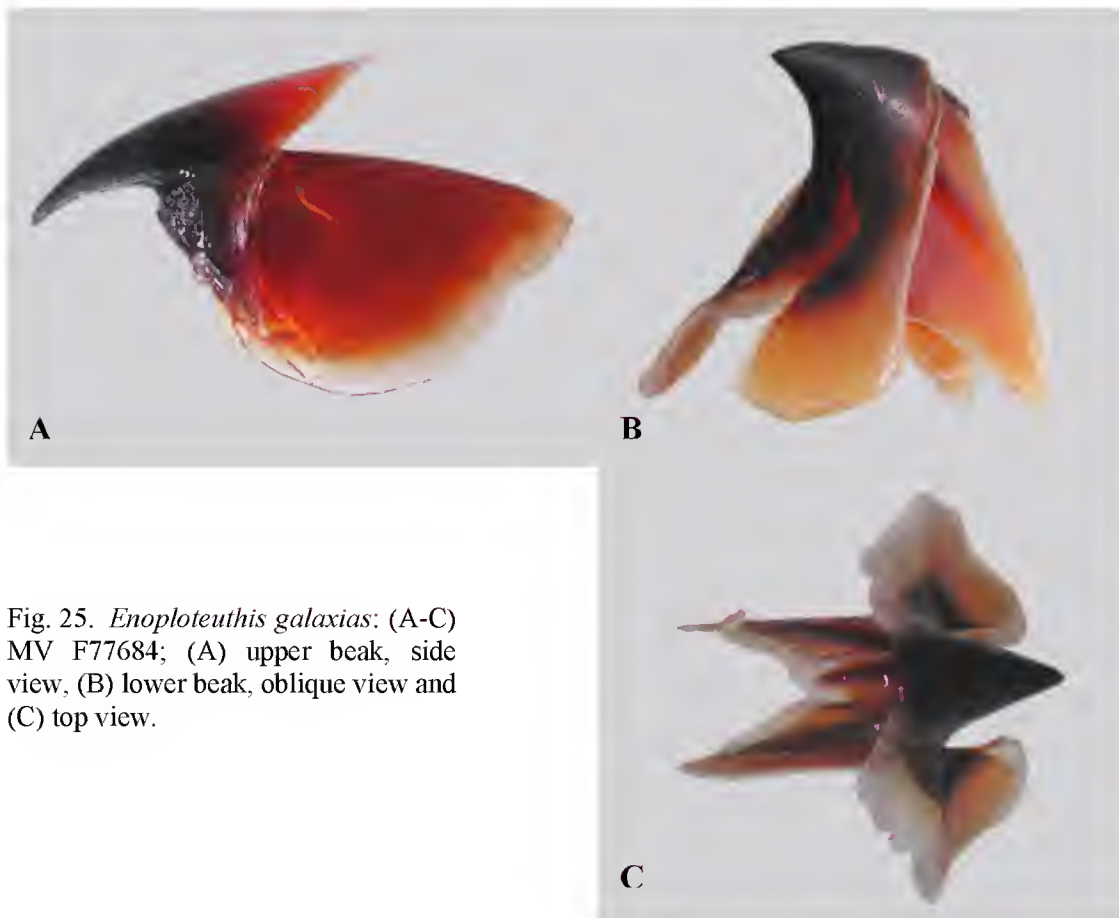 A
B
Fig. 25. Enoploteuthis galaxias: (A-C)
MV F77684; (A) upper beak, side
view, (B) lower beak, oblique view and
(C) top view.
C